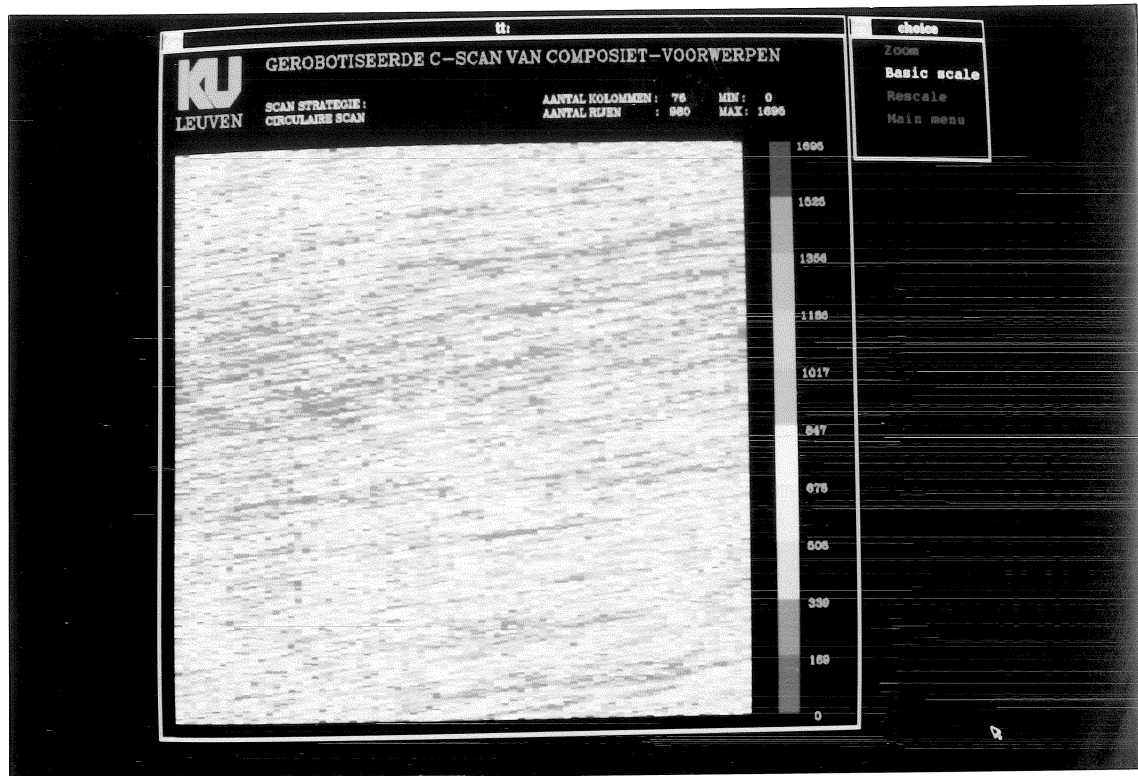 tt:
KU
LEUVEN
GEROBOTISEERDE C-SCAN VAN COMPOSIET-VOORWERPEN
SCAN STRATEGIE:
CIRCULAIRE SCAN
AANTAL KOLOMMEN: 76 MIN: 0
AANTAL RIJEN : 980 MAX: 1695
1695
1525
1356
1186
1017
847
678
508
339
169
0
choice
Zoom
Basic scale
Rescale
Main menu